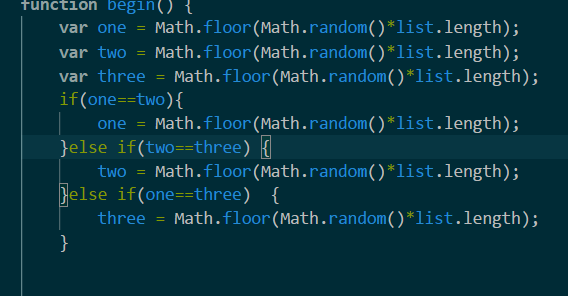 function begin() {
var one = Math.floor(Math.random()*list.length);
var two = Math.floor(Math.random()*list.length);
var three = Math.floor(Math.random()*list.length);
if(one==two){
one = Math.floor(Math.random()*list.length);
}else if(two==three) {
two = Math.floor(Math.random()*list.length);
}else if(one==three)  {
three = Math.floor(Math.random()*list.length);
}